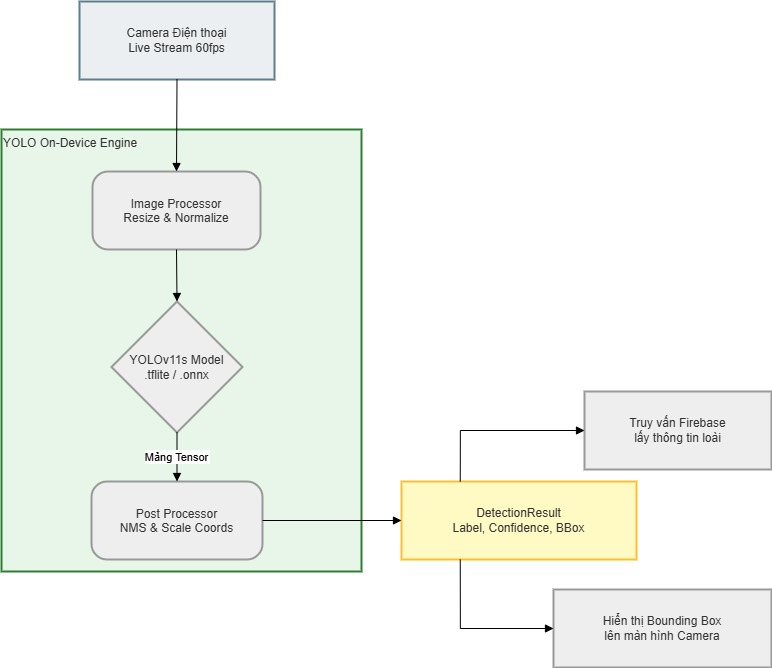 Camera Điện thoại
Live Stream 60fps
YOLO On-Device Engine
Image Processor
Resize & Normalize
YOLOv11s Model
.tflite / .onnx
Mảng Tensor
Post Processor
NMS & Scale Coords
DetectionResult
Label, Confidence, BBox
Truy vấn Firebase
lấy thông tin loài
Hiển thị Bounding Box
lên màn hình Camera